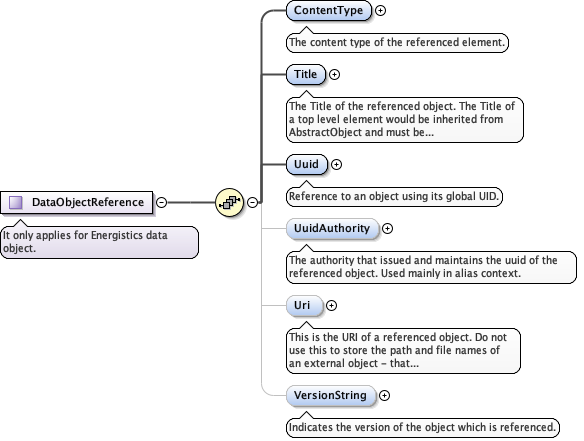 ContentType
The content type of the referenced element.
Title
The Title of the referenced object. The Title of
a top level element would be inherited from
AbstractObject and must be...
Uuid
Reference to an object using its global UID.
DataObjectReference
It only applies for Energistics data
object.
UuidAuthority
The authority that issued and maintains the uuid of the
referenced object. Used mainly in alias context.
Uri
This is the URI of a referenced object. Do not
use this to store the path and file names of
an external object - that...
VersionString
Indicates the version of the object which is referenced.